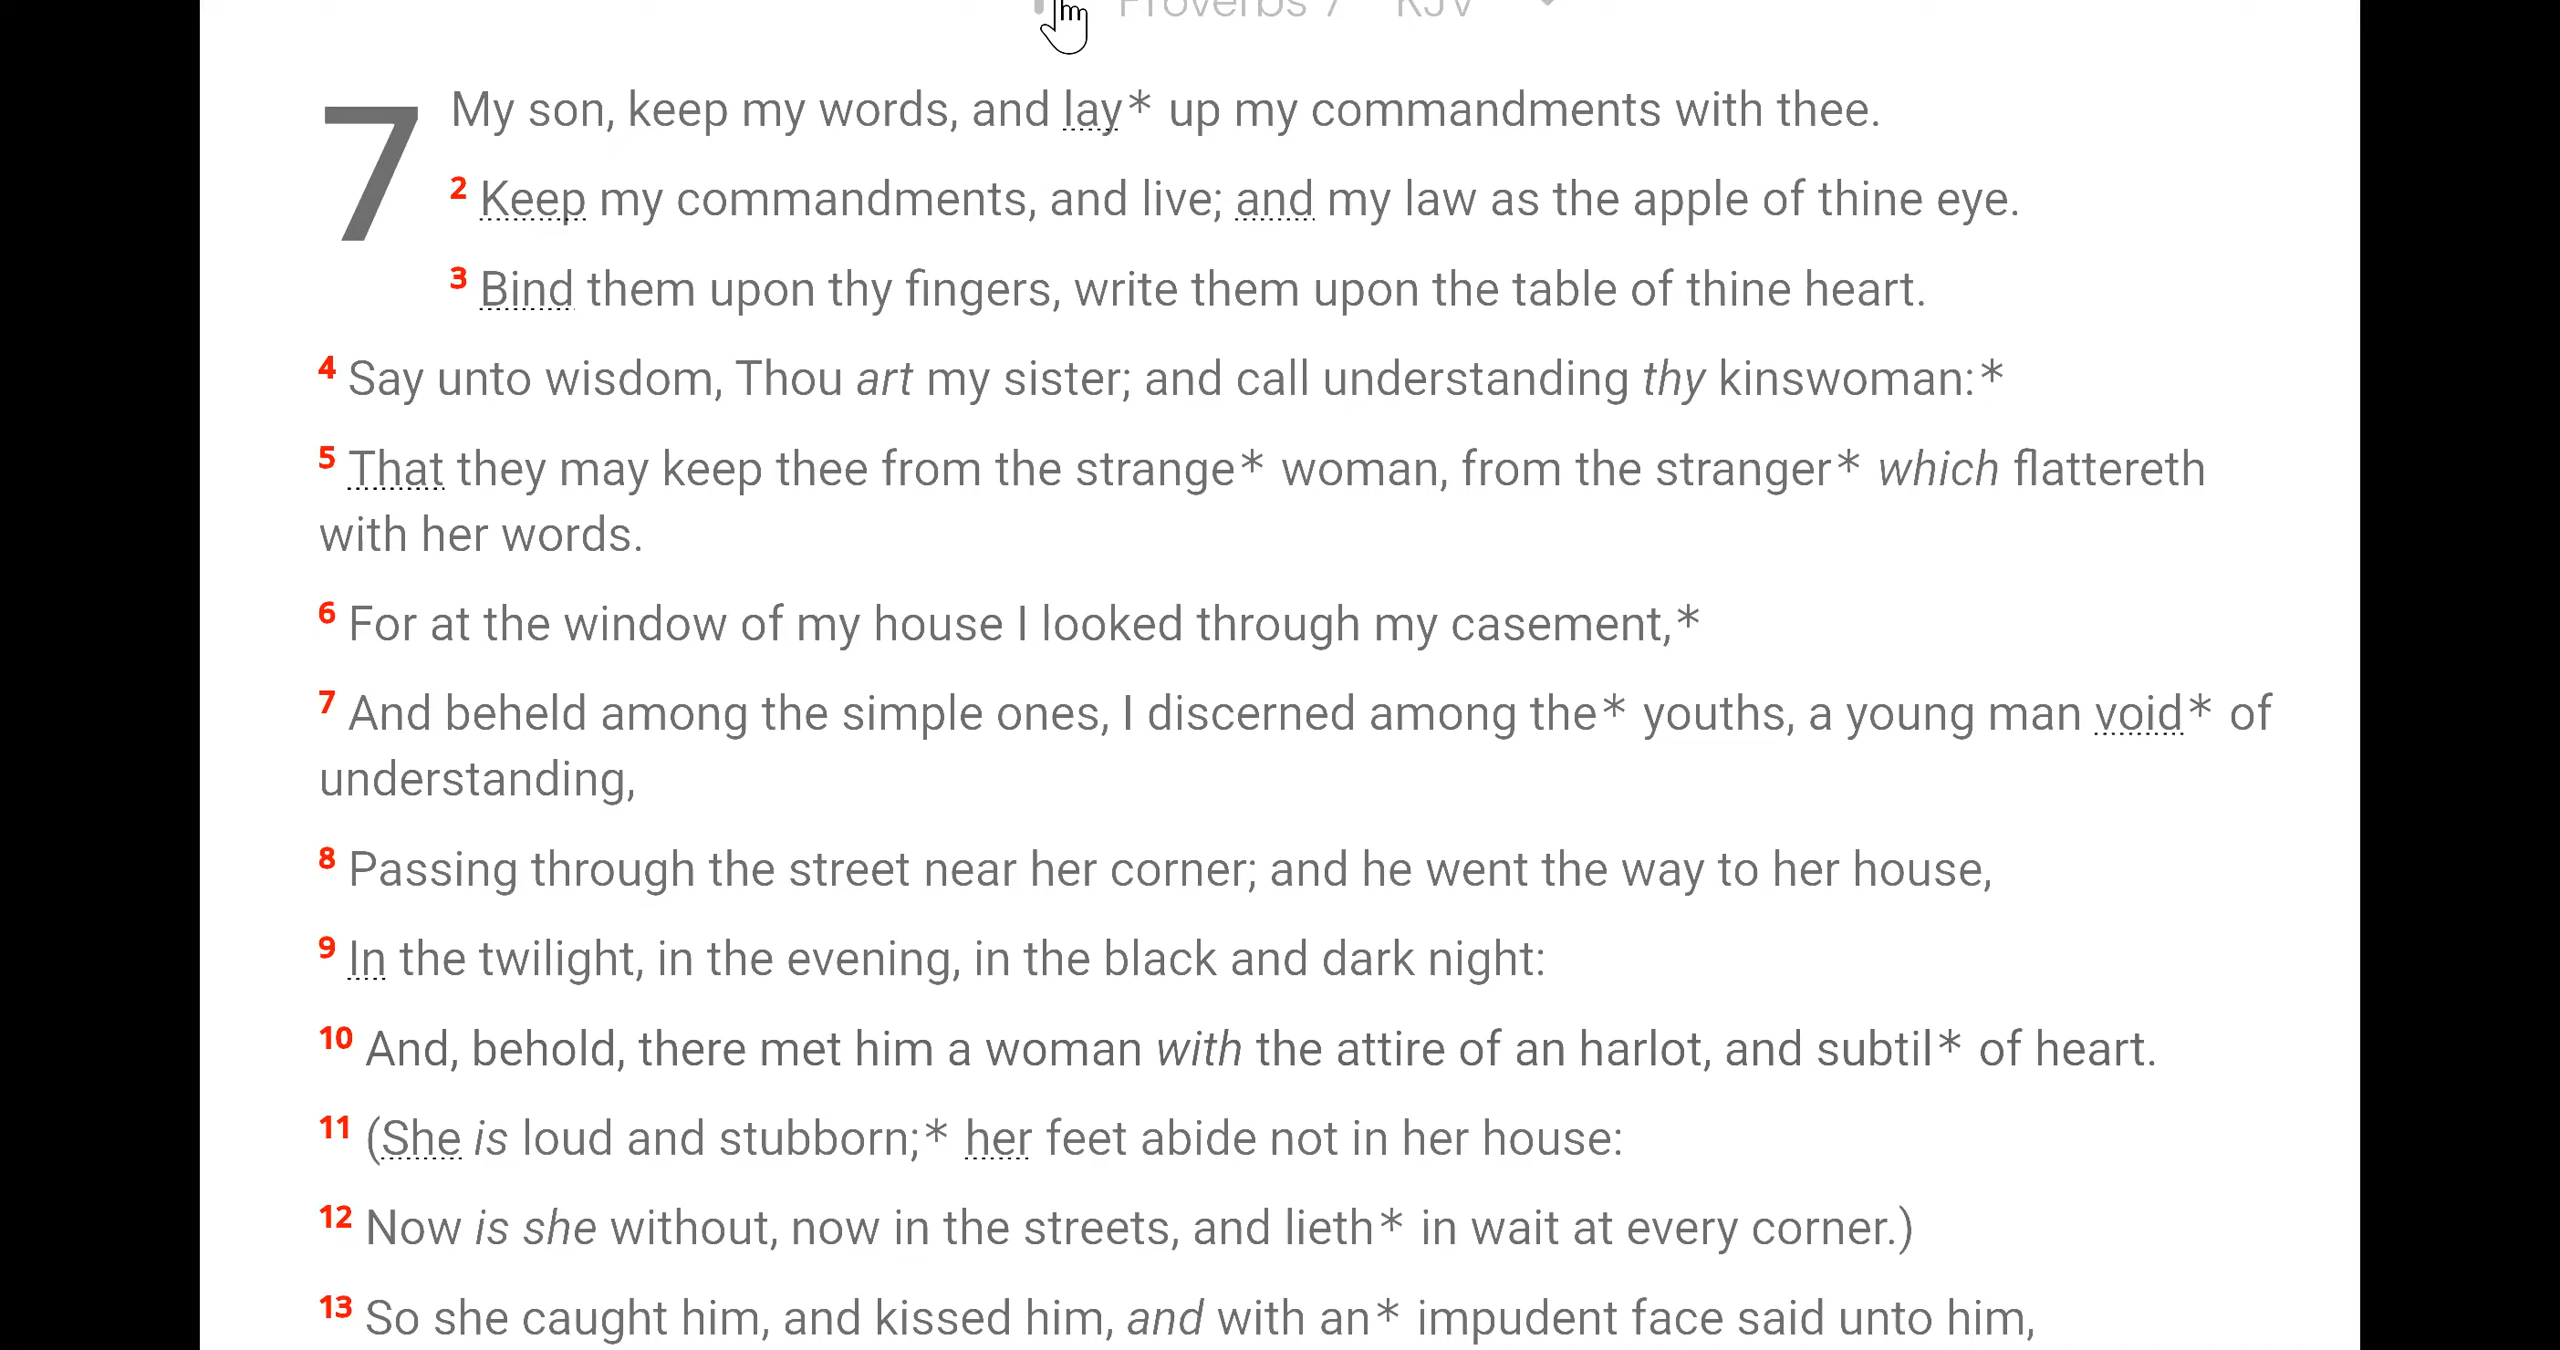 Proverbs 7 KJV
7 My son, keep my words, and lay* up my commandments with thee.
2 Keep my commandments, and live; and my law as the apple of thine eye.
3 Bind them upon thy fingers, write them upon the table of thine heart.
4 Say unto wisdom, Thou art my sister; and call understanding thy kinswoman:*
5 That they may keep thee from the strange* woman, from the stranger* which flattereth
with her words.
6 For at the window of my house I looked through my casement,*
7 And beheld among the simple ones, I discerned among the* youths, a young man void* of
understanding,
8 Passing through the street near her corner; and he went the way to her house,
9 In the twilight, in the evening, in the black and dark night:
10 And, behold, there met him a woman with the attire of an harlot, and subtil* of heart.
11 (She is loud and stubborn;* her feet abide not in her house:
12 Now is she without, now in the streets, and lieth* in wait at every corner.)
13 So she caught him, and kissed him, and with an* impudent face said unto him,